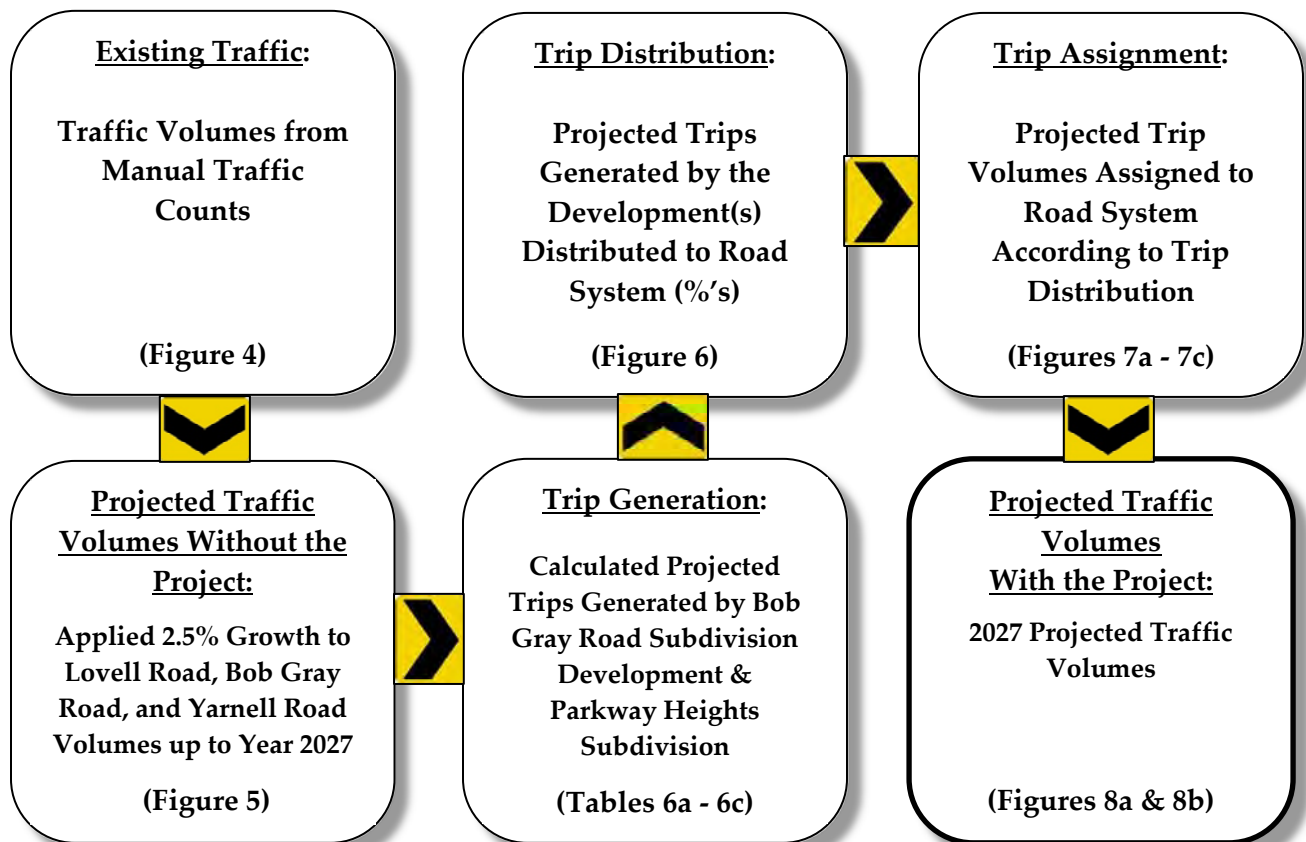 Existing Traffic:
Traffic Volumes from
Manual Traffic
Counts
(Figure 4)
Projected Traffic
Volumes Without the
Project:
Applied 2.5% Growth to
Lovell Road, Bob Gray
Road, and Yarnell Road
Volumes up to Year 2027
(Figure 5)
Trip Generation:
Calculated Projected
Trips Generated by Bob
Gray Road Subdivision
Development &
Parkway Heights
Subdivision
(Tables 6a - 6c)
Trip Distribution:
Projected Trips
Generated by the
Development(s)
Distributed to Road
System (%’s)
(Figure 6)
Trip Assignment:
Projected Trip
Volumes Assigned to
Road System
According to Trip
Distribution
(Figures 7a - 7c)
Projected Traffic
Volumes
With the Project:
2027 Projected Traffic
Volumes
(Figures 8a & 8b)